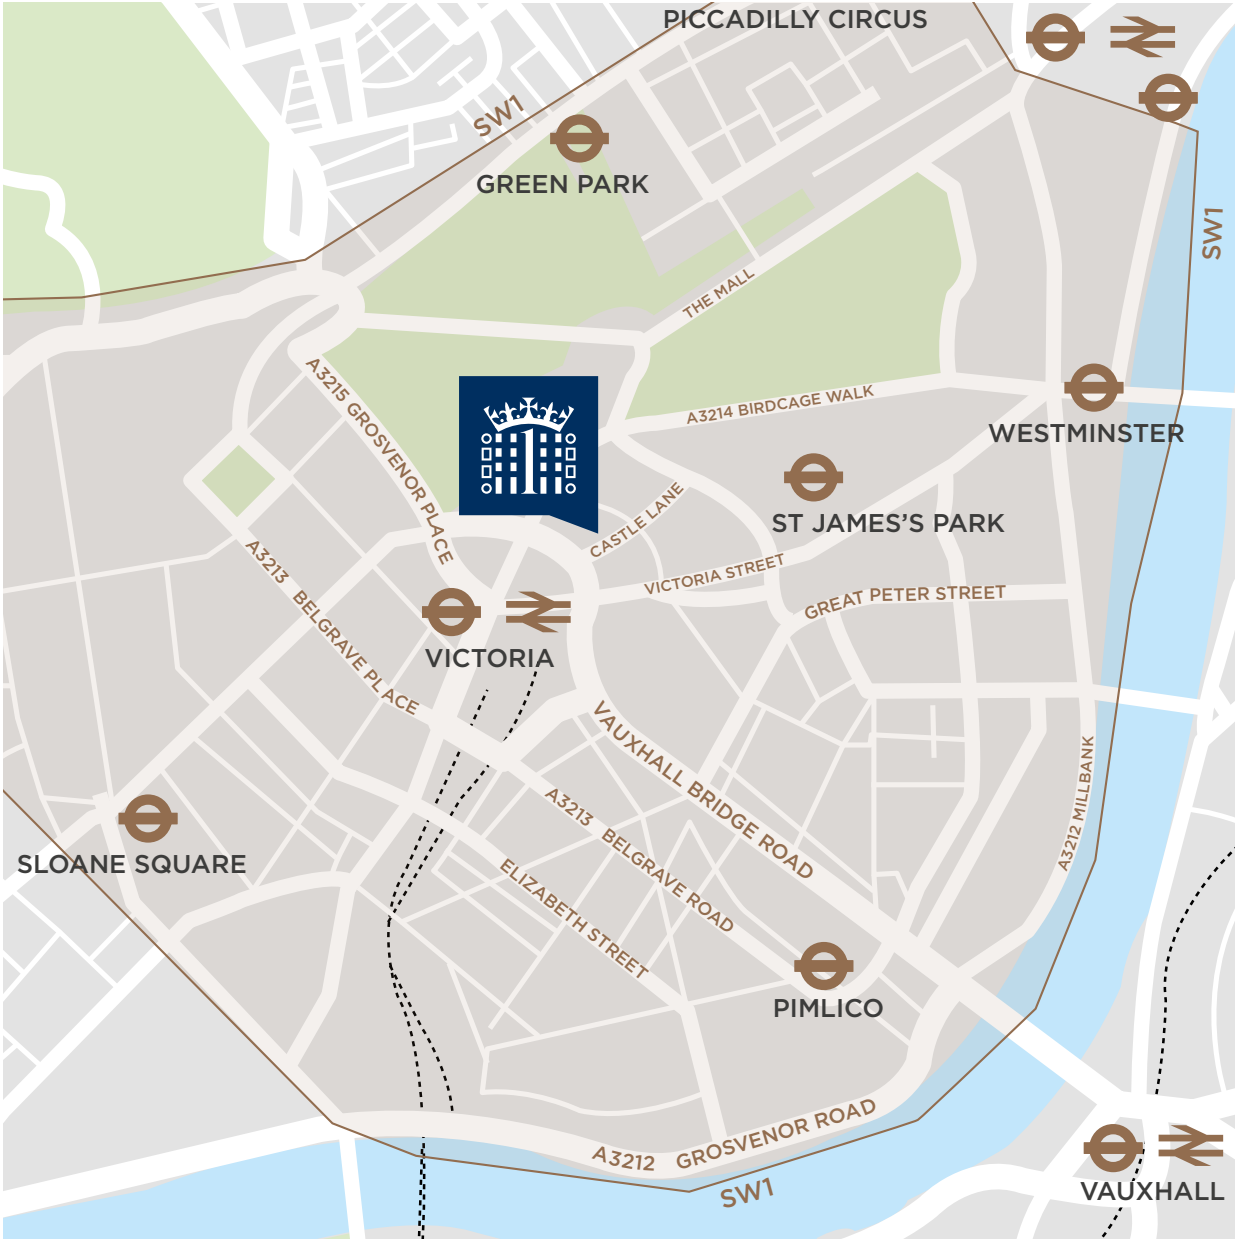 PICCADILLY CIRCUS
SW1
GREEN PARK
SW1
THE MALL
A3215 GROSVENOR PLACE
A3214 BIRDCAGE WALK
WESTMINSTER
1
CASTLE LANE
ST JAMES'S PARK
A3213 BELGRAVE PLACE
VICTORIA STREET
GREAT PETER STREET
VICTORIA
VAUXHALL BRIDGE ROAD
A3212 MILLBANK
SLOANE SQUARE
A3213 BELGRAVE ROAD
ELIZABETH STREET
PIMLICO
A3212 GROSVENOR ROAD
SW1
VAUXHALL